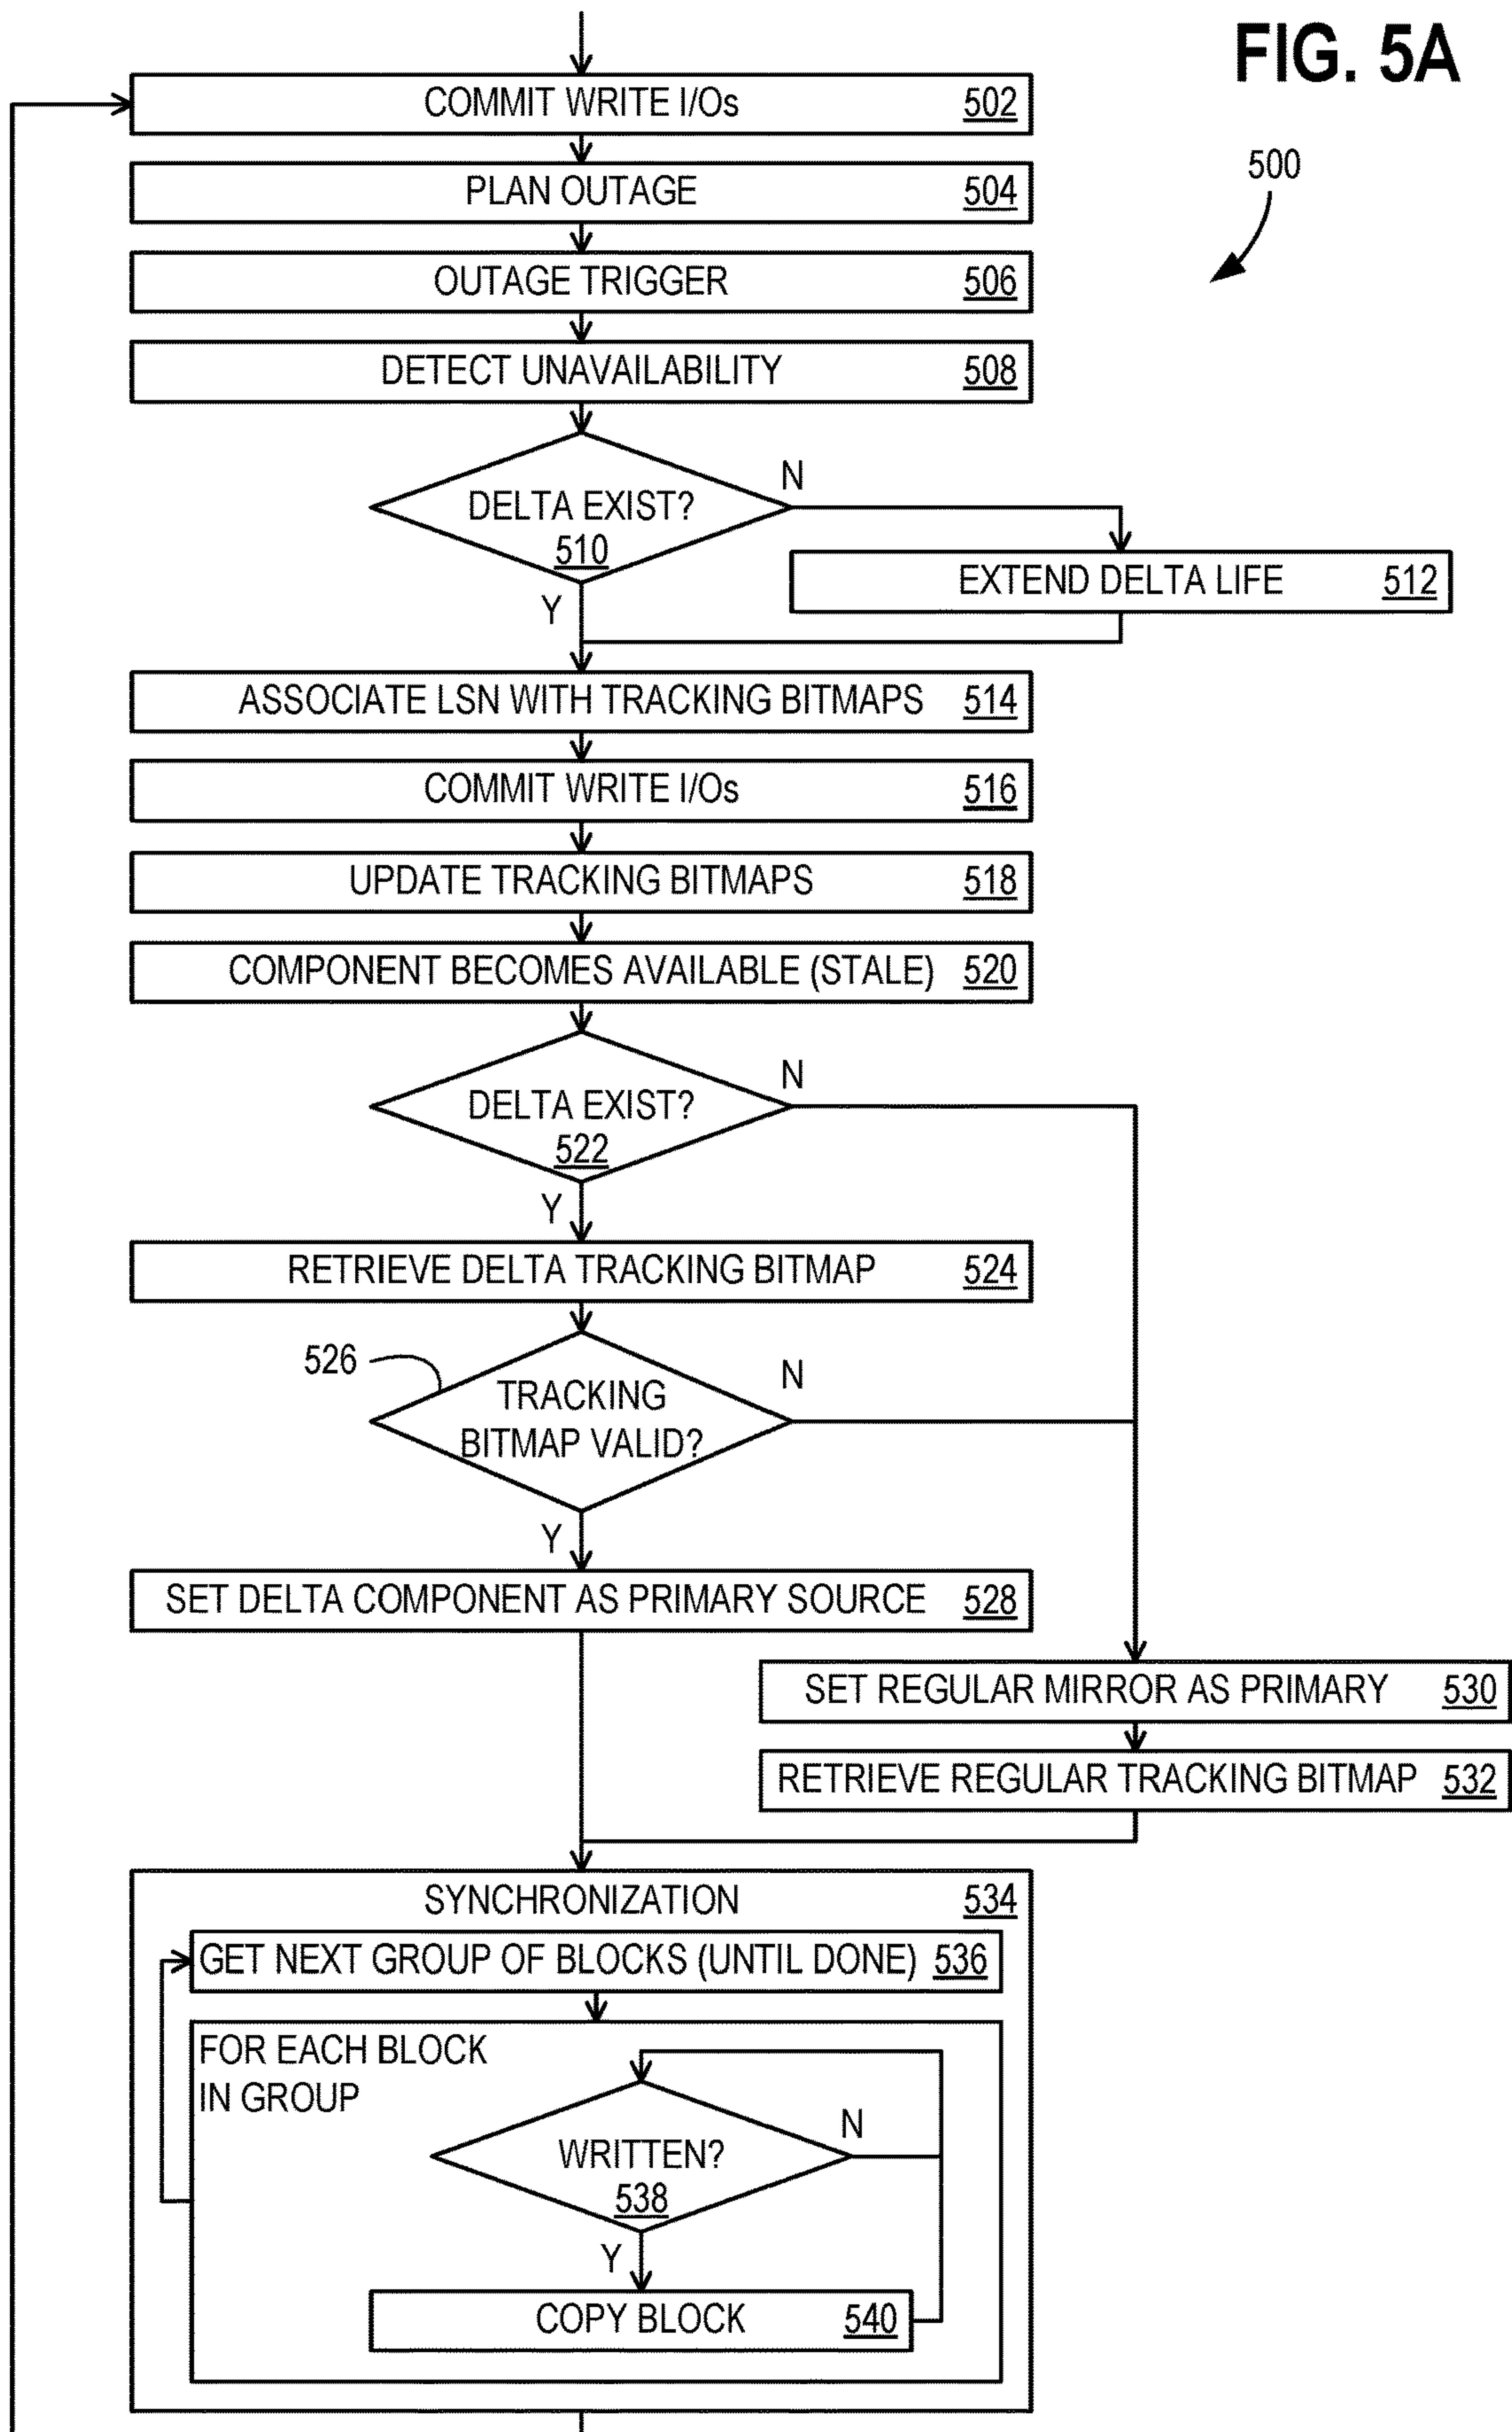 FIG. 5A
500
COMMIT WRITE I/Os 502
PLAN OUTAGE 504
OUTAGE TRIGGER 506
DETECT UNAVAILABILITY 508
N
DELTA EXIST?
510
EXTEND DELTA LIFE 512
Y
ASSOCIATE LSN WITH TRACKING BITMAPS 514
COMMIT WRITE I/Os 516
UPDATE TRACKING BITMAPS 518
COMPONENT BECOMES AVAILABLE (STALE) 520
N
DELTA EXIST?
522
Y
RETRIEVE DELTA TRACKING BITMAP 524
526
N
TRACKING
BITMAP VALID?
Y
SET DELTA COMPONENT AS PRIMARY SOURCE 528
SET REGULAR MIRROR AS PRIMARY 530
RETRIEVE REGULAR TRACKING BITMAP 532
SYNCHRONIZATION 534
GET NEXT GROUP OF BLOCKS (UNTIL DONE) 536
FOR EACH BLOCK
IN GROUP
N
WRITTEN?
538
Y
COPY BLOCK 540